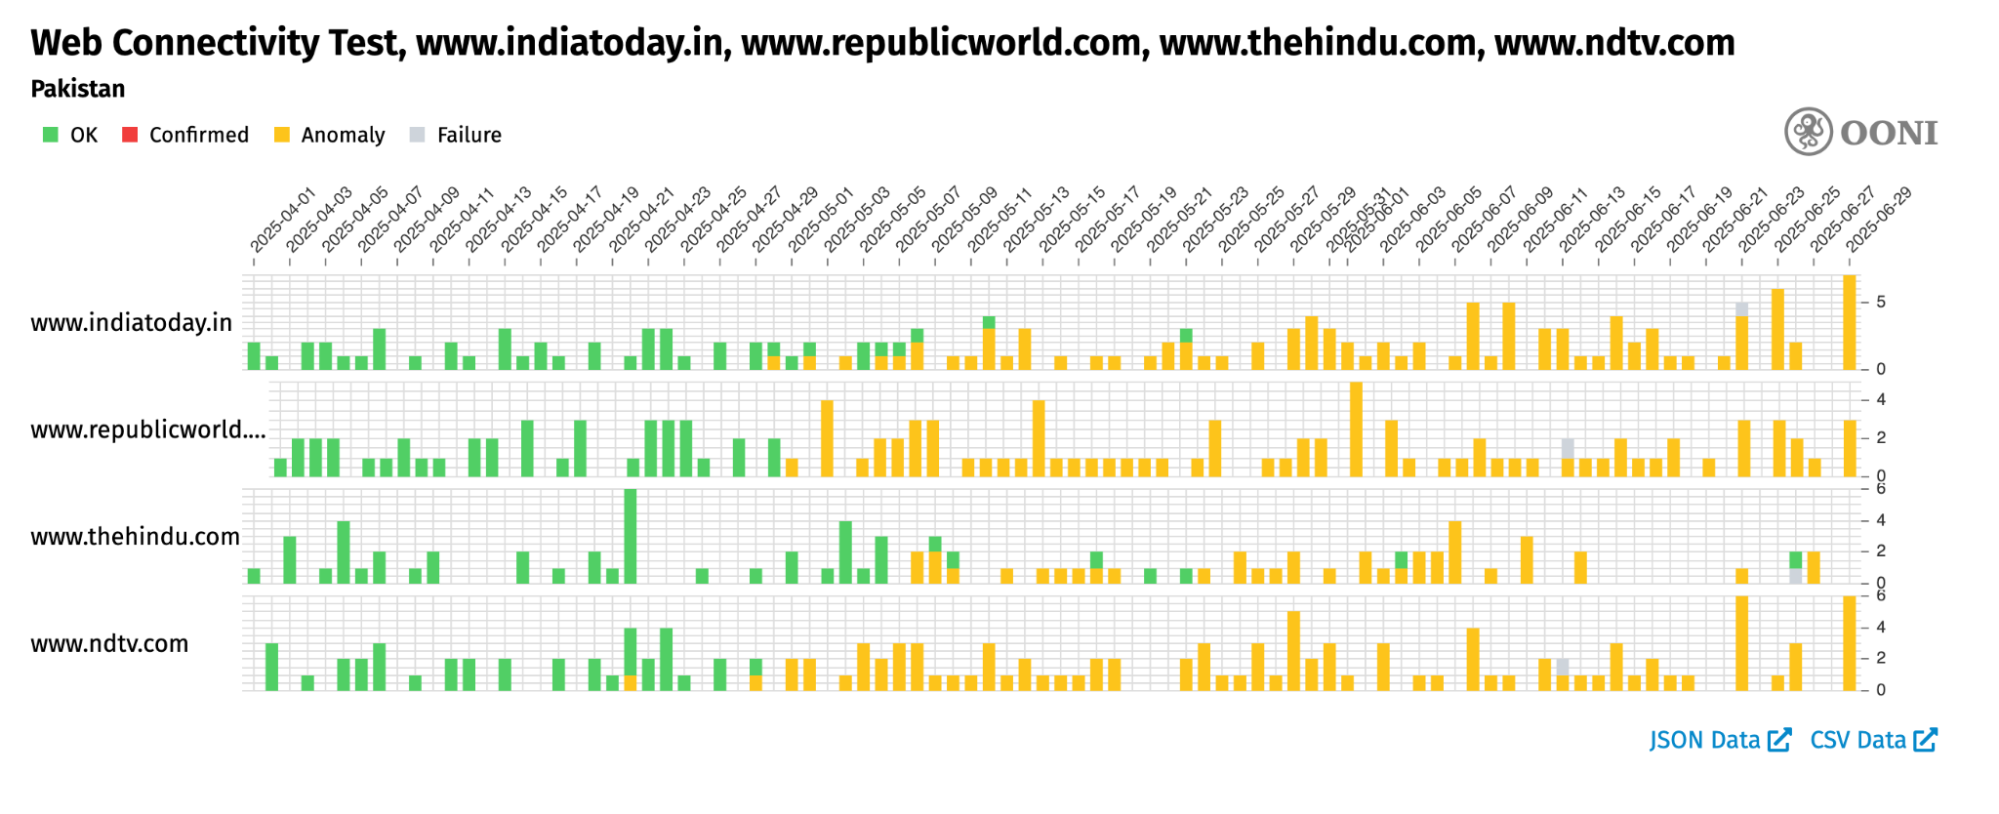 Web Connectivity Test, www.indiatoday.in, www.republicworld.com, www.thehindu.com, www.ndtv.com
Pakistan
OK Confirmed Anomaly Failure
OONI
2025-04-01 2025-04-03 2025-04-05 2025-04-07 2025-04-09 2025-04-11 2025-04-13 2025-04-15 2025-04-17 2025-04-19 2025-04-21 2025-04-23 2025-04-25 2025-04-27 2025-04-29 2025-05-01 2025-05-03 2025-05-05 2025-05-07 2025-05-09 2025-05-11 2025-05-13 2025-05-15 2025-05-17 2025-05-19 2025-05-21 2025-05-23 2025-05-25 2025-05-27 2025-05-29 2025-05-31 2025-06-01 2025-06-03 2025-06-05 2025-06-07 2025-06-09 2025-06-11 2025-06-13 2025-06-15 2025-06-17 2025-06-19 2025-06-21 2025-06-23 2025-06-25 2025-06-27 2025-06-29
5
www.indiatoday.in
0
4
www.republicworld....
2
0
6
4
www.thehindu.com
2
0
6
4
www.ndtv.com
2
0
JSON Data CSV Data